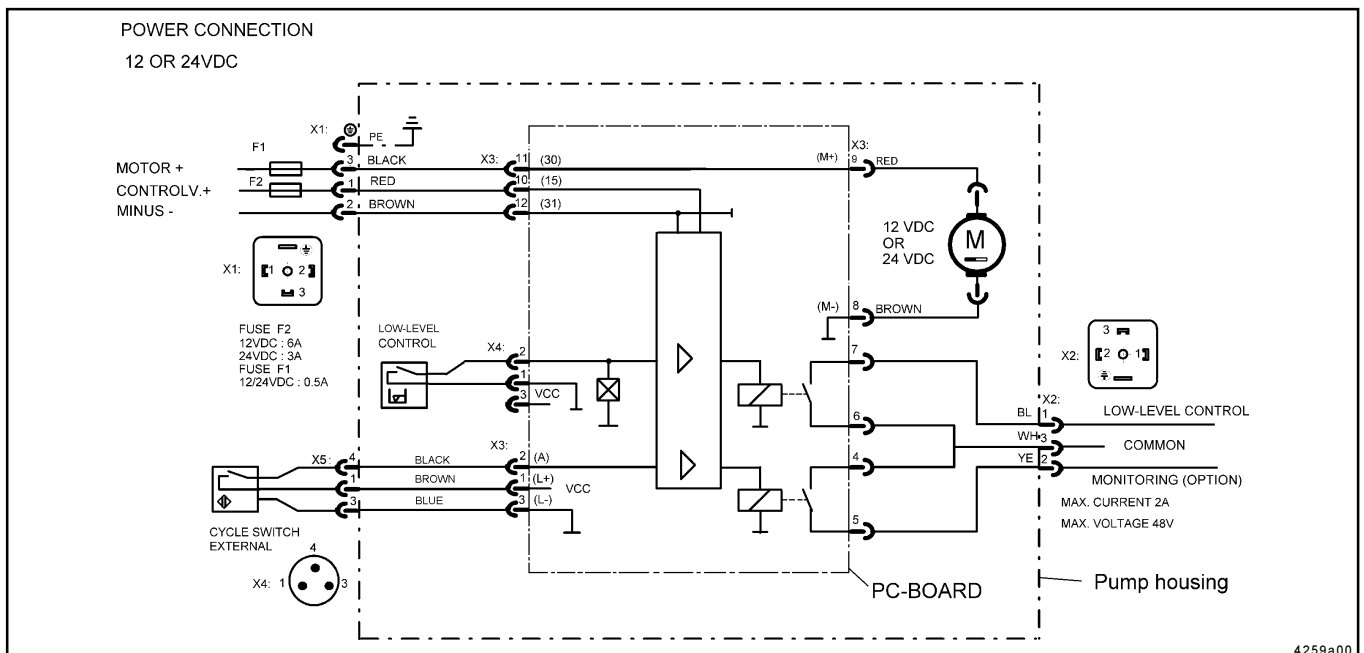 POWER CONNECTION
12 OR 24VDC
X1:
PE
F1
MOTOR +
3
BLACK
X3:
11
(30)
(M+)
X3:
9
RED
CONTROLV.+
F2
1
RED
10
(15)
MINUS -
2
BROWN
12
(31)
12 VDC
OR
24 VDC
M
X1:
1
2
3
(M-)
8
BROWN
FUSE F2
12VDC : 6A
24VDC : 3A
FUSE F1
12/24VDC : 0.5A
LOW-LEVEL
CONTROL
X4:
2
1
3
VCC
7
6
3
X2:
2
1
X2:
BL
1
LOW-LEVEL CONTROL
WH
3
COMMON
YE
2
MONITORING (OPTION)
MAX. CURRENT 2A
MAX. VOLTAGE 48V
X5:
4
BLACK
X3:
2
(A)
4
1
BROWN
1
(L+)
VCC
3
BLUE
3
(L-)
5
CYCLE SWITCH
EXTERNAL
4
X4:
1
3
PC-BOARD
Pump housing
4259a00